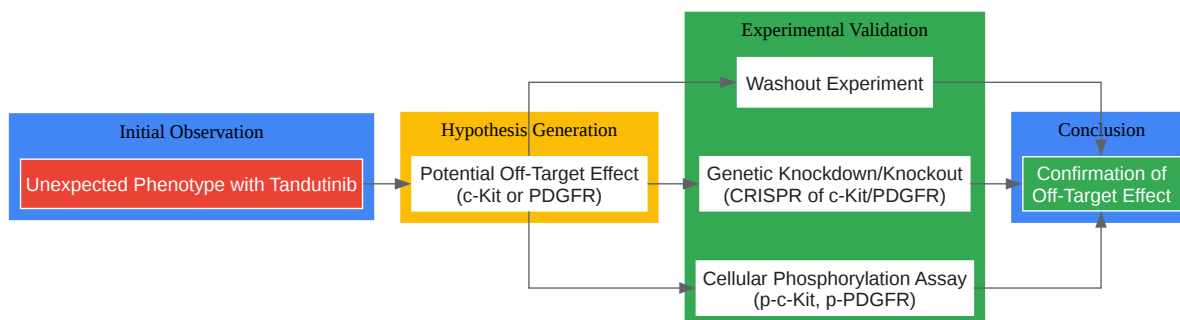 Initial Observation
Unexpected Phenotype with Tandutinib
Hypothesis Generation
Potential Off-Target Effect
(c-Kit or PDGFR)
Experimental Validation
Washout Experiment
Genetic Knockdown/Knockout
(CRISPR of c-Kit/PDGFR)
Cellular Phosphorylation Assay
(p-c-Kit, p-PDGFR)
Conclusion
Confirmation of
Off-Target Effect